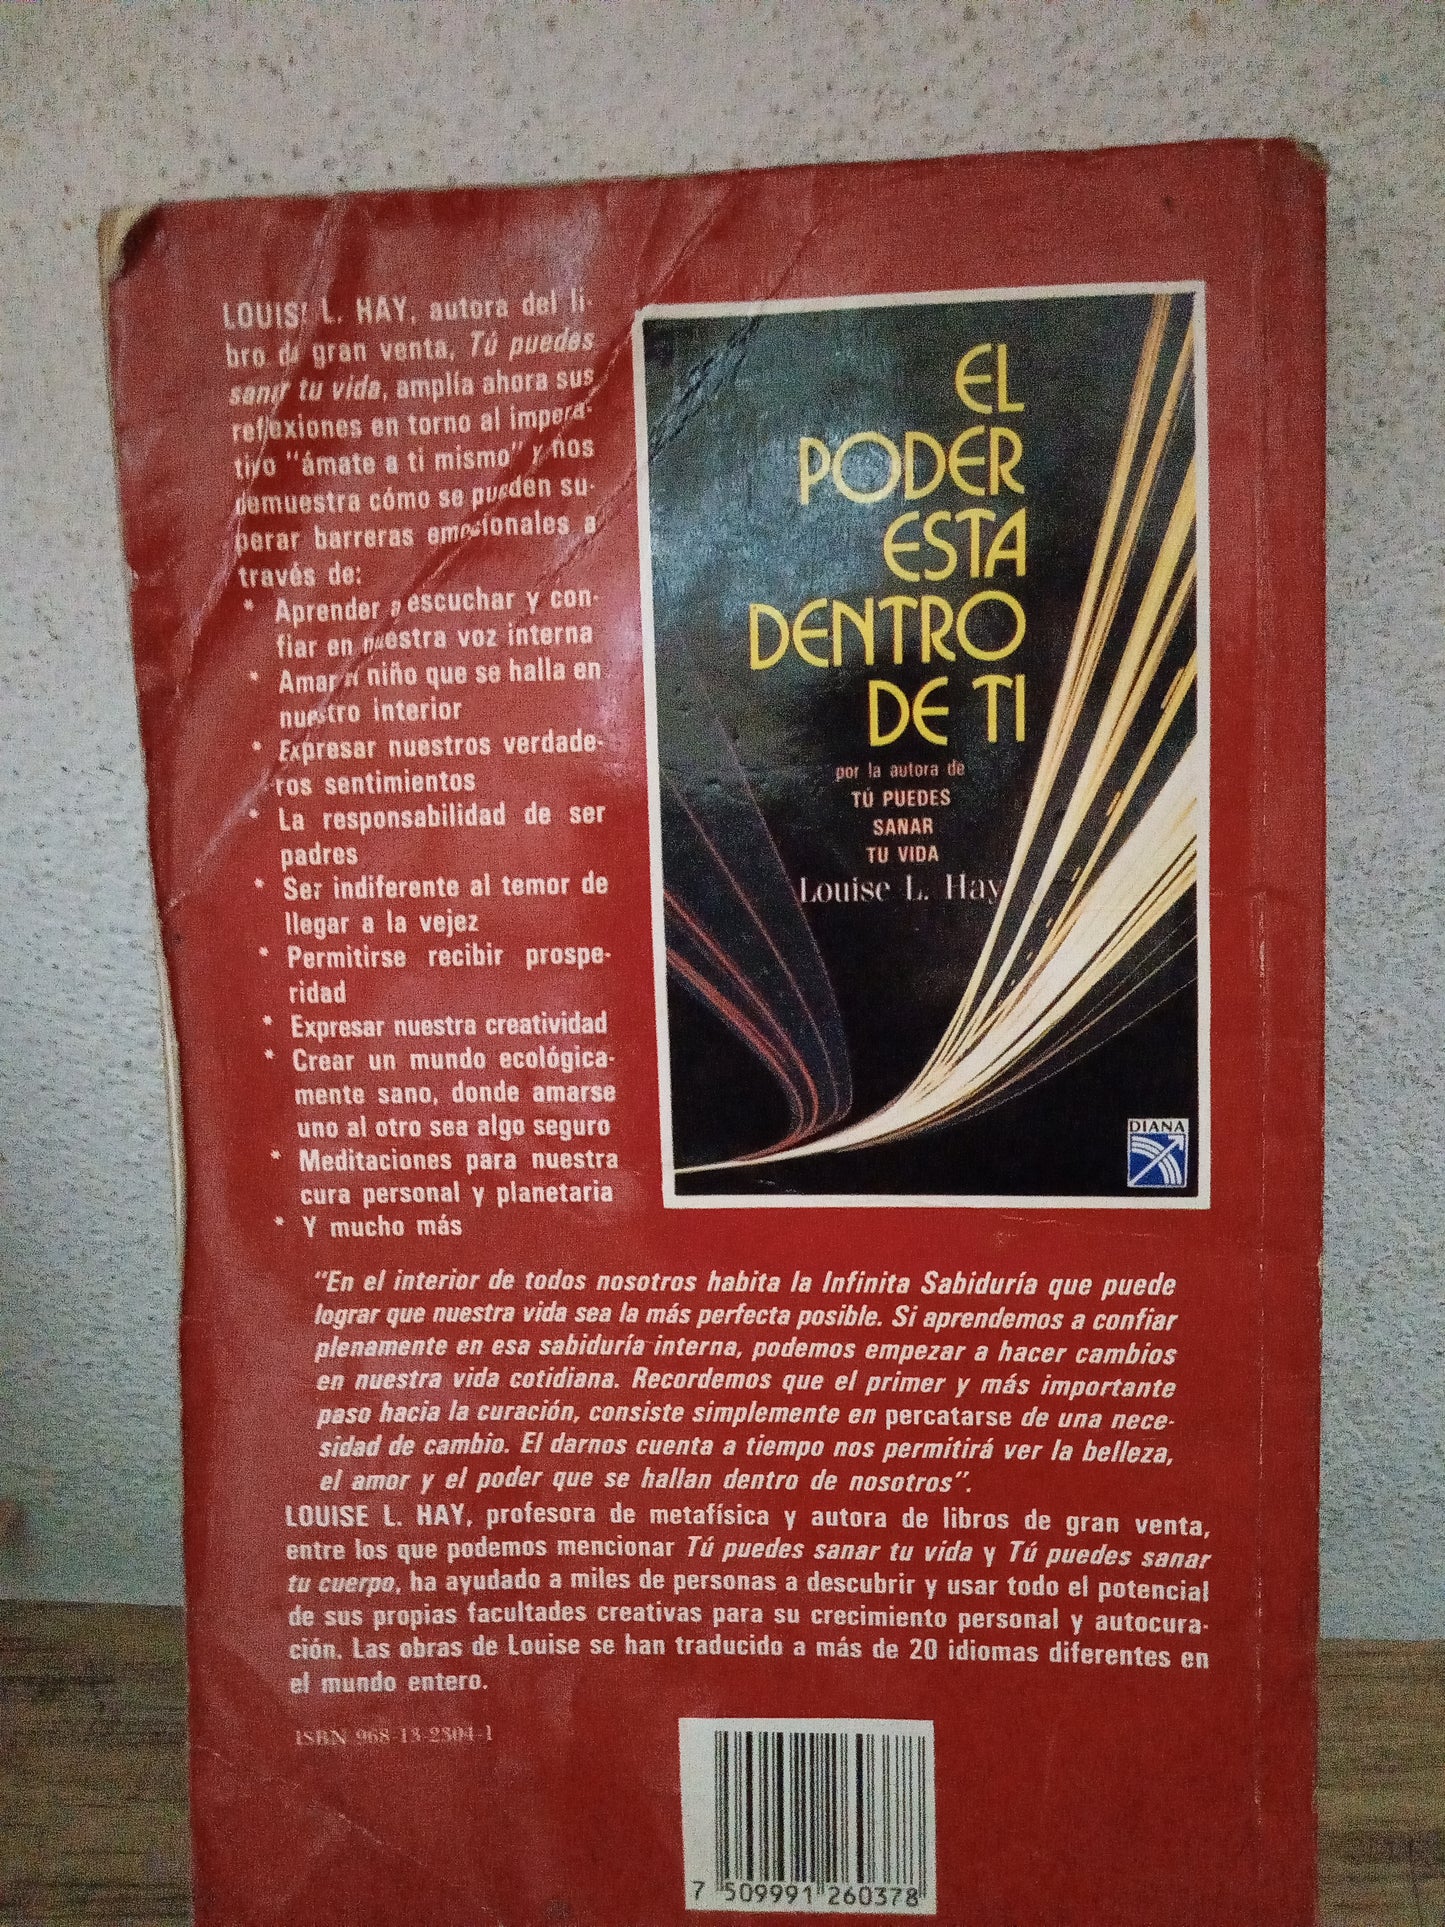 LOUISE L. HAY, autora del li-
bro de gran venta, Tú puedes
sanar tu vida, amplía ahora sus
reflexiones en torno al impera-
tivo "ámate a ti mismo" y nos
demuestra cómo se pueden su-
perar barreras emocionales a
través de:
* Aprender a escuchar y con-
fiar en nuestra voz interna
* Amar al niño que se halla en
nuestro interior
* Expresar nuestros verdade-
ros sentimientos
* La responsabilidad de ser
padres
* Ser indiferente al temor de
llegar a la vejez
* Permitirse recibir prospe-
ridad
* Expresar nuestra creatividad
* Crear un mundo ecológica-
mente sano, donde amarse
uno al otro sea algo seguro
* Meditaciones para nuestra
cura personal y planetaria
* Y mucho más
EL
PODER
ESTA
DENTRO
DE TI
por la autora de
TÚ PUEDES
SANAR
TU VIDA
Louise L. Hay
DIANA
"En el interior de todos nosotros habita la Infinita Sabiduría que puede
lograr que nuestra vida sea la más perfecta posible. Si aprendemos a confiar
plenamente en esa sabiduría interna, podemos empezar a hacer cambios
en nuestra vida cotidiana. Recordemos que el primer y más importante
paso hacia la curación, consiste simplemente en percatarse de una nece-
sidad de cambio. El darnos cuenta a tiempo nos permitirá ver la belleza,
el amor y el poder que se hallan dentro de nosotros".
LOUISE L. HAY, profesora de metafísica y autora de libros de gran venta,
entre los que podemos mencionar Tú puedes sanar tu vida y Tú puedes sanar
tu cuerpo, ha ayudado a miles de personas a descubrir y usar todo el potencial
de sus propias facultades creativas para su crecimiento personal y autocura-
ción. Las obras de Louise se han traducido a más de 20 idiomas diferentes en
el mundo entero.
ISBN 968-13-2304-1
7 509991 260378